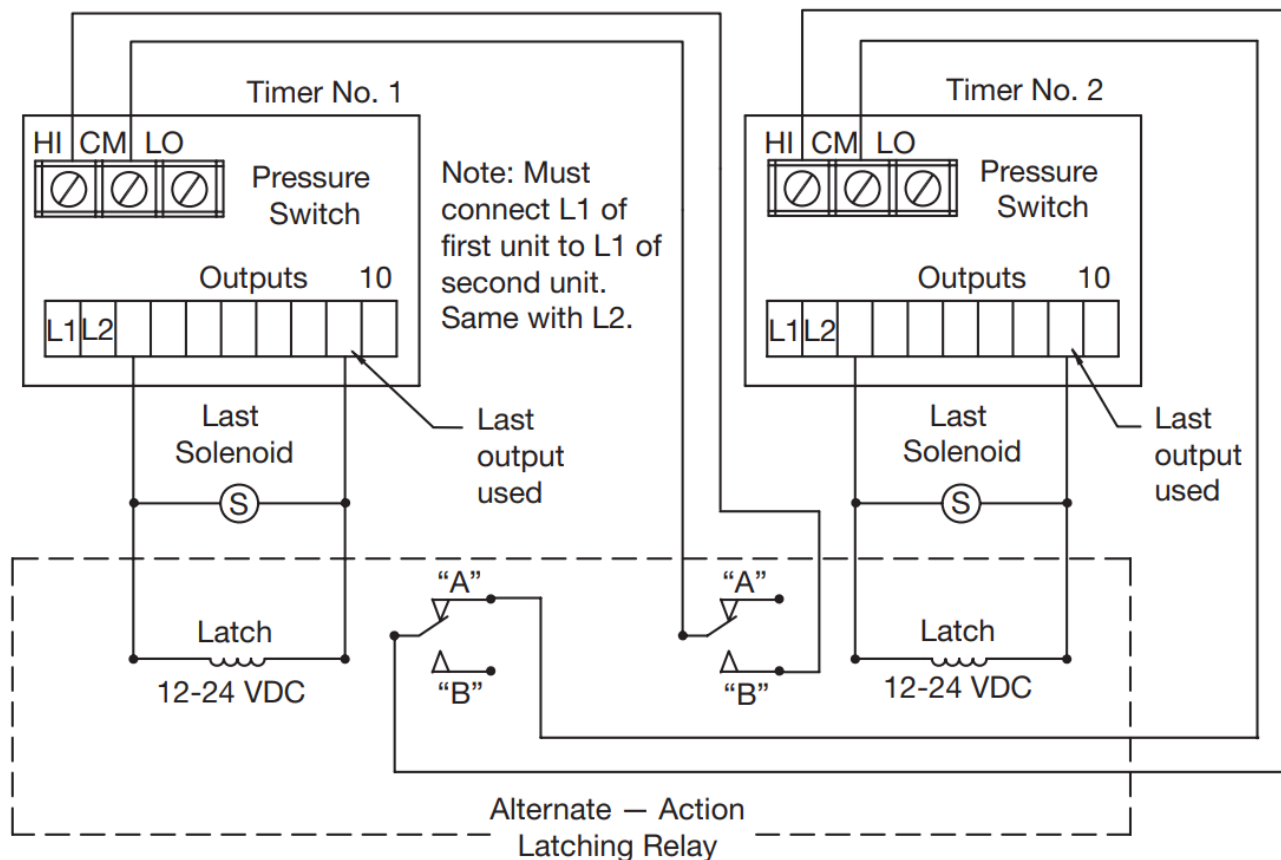 Timer No. 1
HI CM LO
Pressure
Switch
Outputs 10
L1 L2
Last
Solenoid
S
Last
output
used
Note: Must
connect L1 of
first unit to L1 of
second unit.
Same with L2.
Timer No. 2
HI CM LO
Pressure
Switch
Outputs 10
L1 L2
Last
Solenoid
S
Last
output
used
Latch
12-24 VDC
“A”
“B”
“A”
“B”
Latch
12-24 VDC
Alternate — Action
Latching Relay